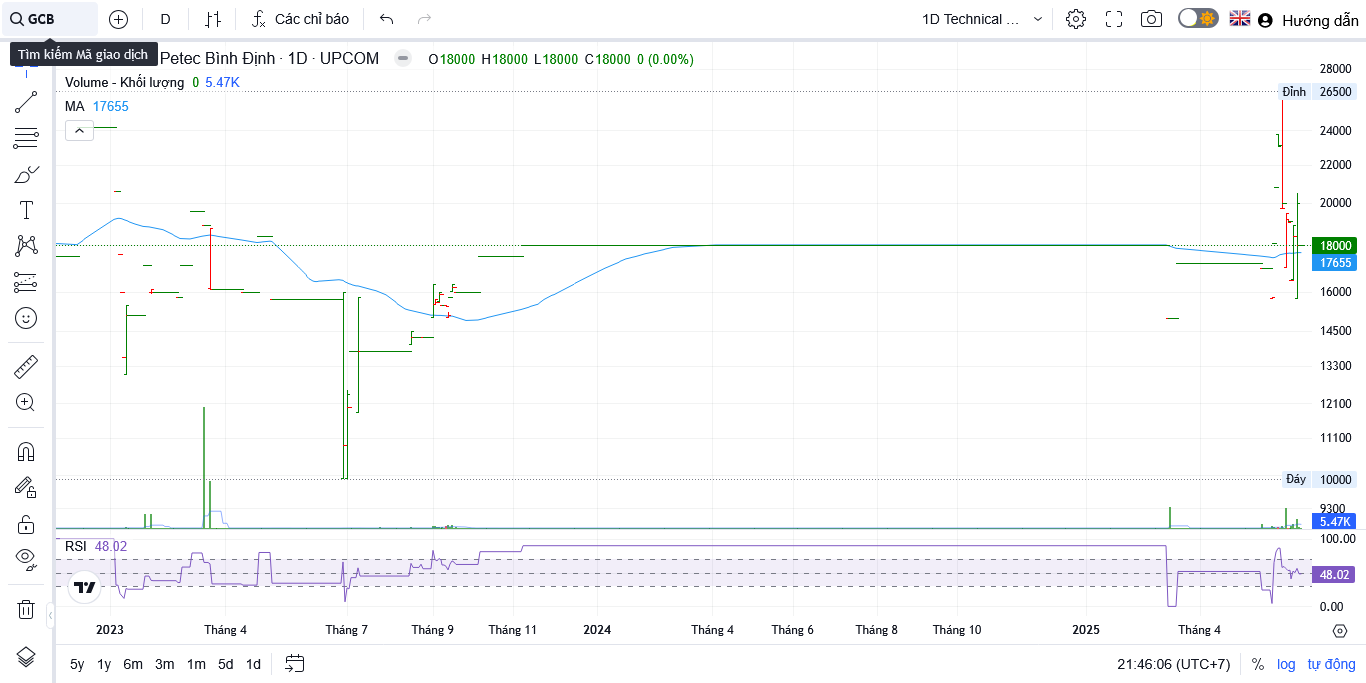 GCB
D
Các chỉ báo
1D Technical ...
Hướng dẫn
Tìm kiếm Mã giao dịch
Petec Bình Định · 1D · UPCOM
O18000 H18000 L18000 C18000 0 (0.00%)
Volume - Khối lượng 0 5.47K
MA 17655
28000
Đỉnh 26500
24000
22000
20000
18000
17655
16000
14500
13300
12100
11100
Đáy 10000
9300
5.47K
RSI 48.02
100.00
48.02
0.00
2023 Tháng 4 Tháng 7 Tháng 9 Tháng 11 2024 Tháng 4 Tháng 6 Tháng 8 Tháng 10 2025 Tháng 4
5y 1y 6m 3m 1m 5d 1d
21:46:06 (UTC+7) % log tự động